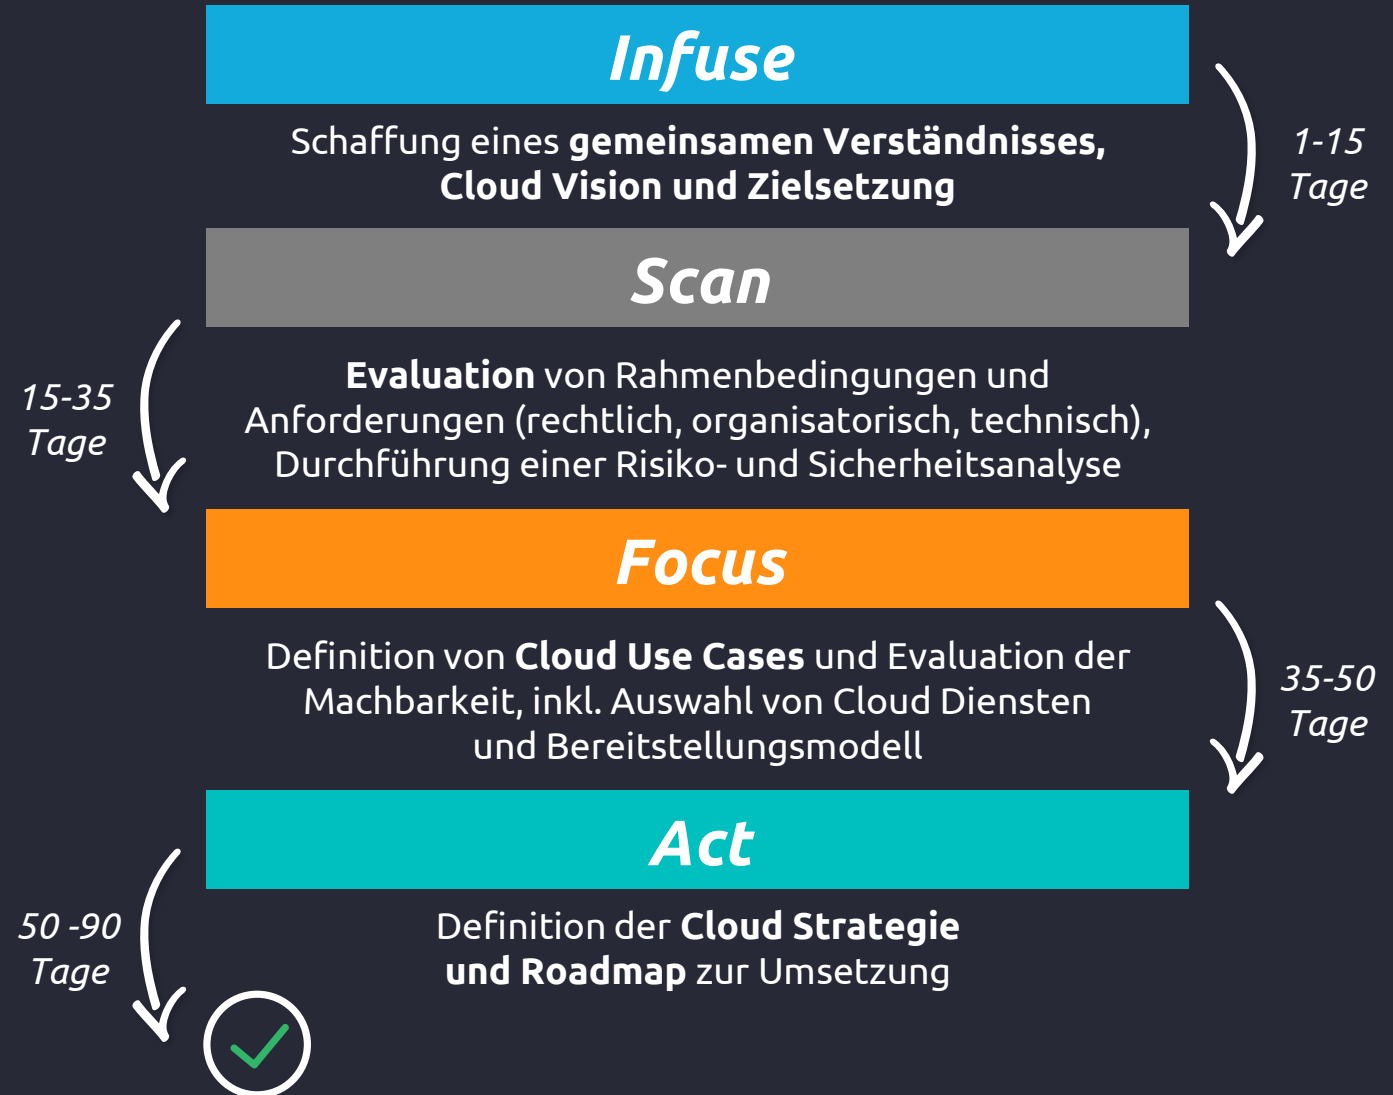 Infuse
Schaffung eines gemeinsamen Verständnisses,
Cloud Vision und Zielsetzung
1-15
Tage
Scan
Evaluation von Rahmenbedingungen und
Anforderungen (rechtlich, organisatorisch, technisch),
Durchführung einer Risiko- und Sicherheitsanalyse
15-35
Tage
Focus
Definition von Cloud Use Cases und Evaluation der
Machbarkeit, inkl. Auswahl von Cloud Diensten
und Bereitstellungsmodell
35-50
Tage
Act
Definition der Cloud Strategie
und Roadmap zur Umsetzung
50 -90
Tage